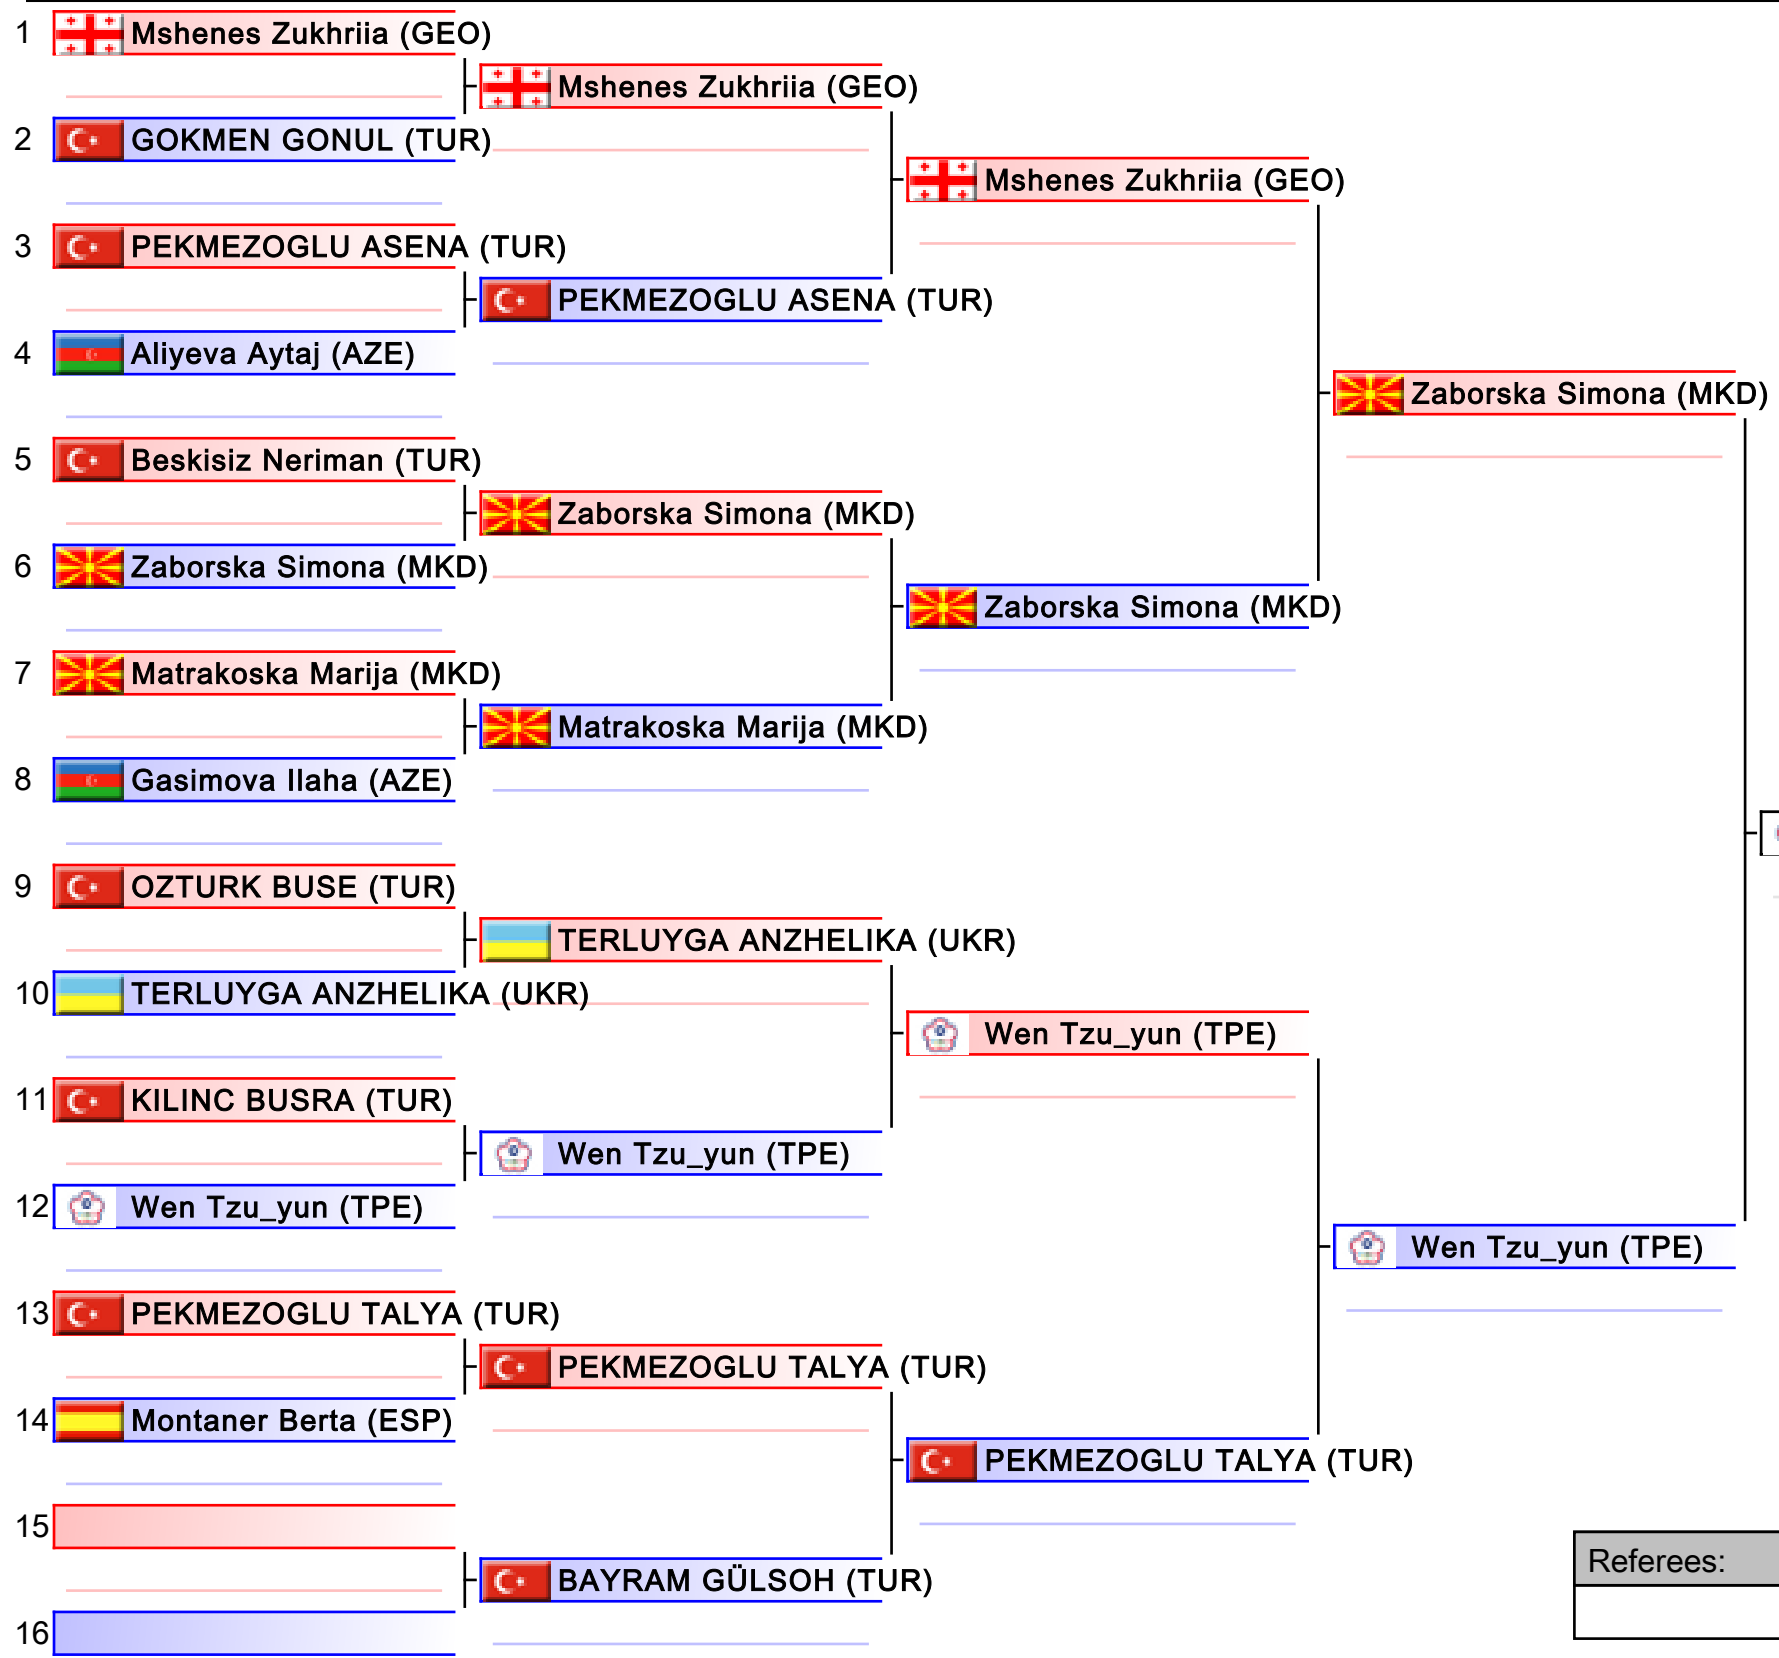 1 Mshenes Zukhriia (GEO)
Mshenes Zukhriia (GEO)
2 GOKMEN GONUL (TUR)
Mshenes Zukhriia (GEO)
3 PEKMEZOGLU ASENA (TUR)
PEKMEZOGLU ASENA (TUR)
4 Aliyeva Aytaj (AZE)
Zaborska Simona (MKD)
5 Beskisiz Neriman (TUR)
Zaborska Simona (MKD)
6 Zaborska Simona (MKD)
Zaborska Simona (MKD)
7 Matrakoska Marija (MKD)
Matrakoska Marija (MKD)
8 Gasimova Ilaha (AZE)
9 OZTURK BUSE (TUR)
TERLUYGA ANZHELIKA (UKR)
10 TERLUYGA ANZHELIKA (UKR)
Wen Tzu_yun (TPE)
11 KILINC BUSRA (TUR)
Wen Tzu_yun (TPE)
12 Wen Tzu_yun (TPE)
Wen Tzu_yun (TPE)
13 PEKMEZOGLU TALYA (TUR)
PEKMEZOGLU TALYA (TUR)
14 Montaner Berta (ESP)
PEKMEZOGLU TALYA (TUR)
15
Referees:
BAYRAM GÜLSOH (TUR)
16